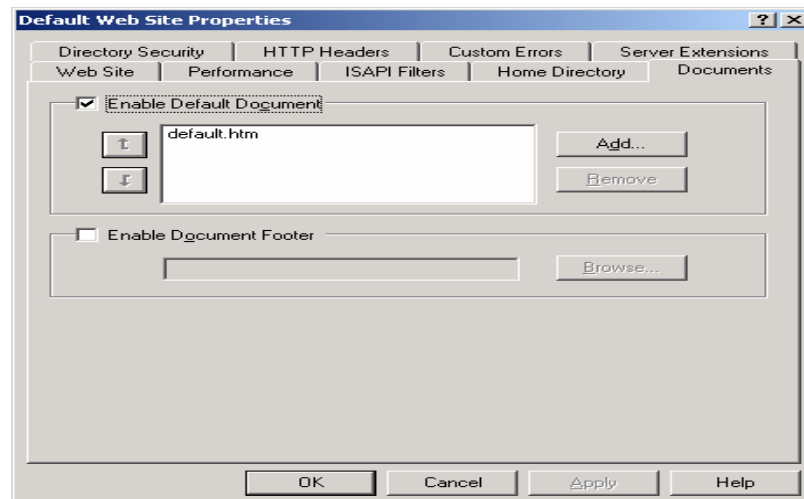 Default Web Site Properties
Directory Security HTTP Headers Custom Errors Server Extensions
Web Site Performance ISAPI Filters Home Directory Documents
Enable Default Document
default.htm
Add...
Remove
Enable Document Footer
Browse...
OK Cancel Apply Help